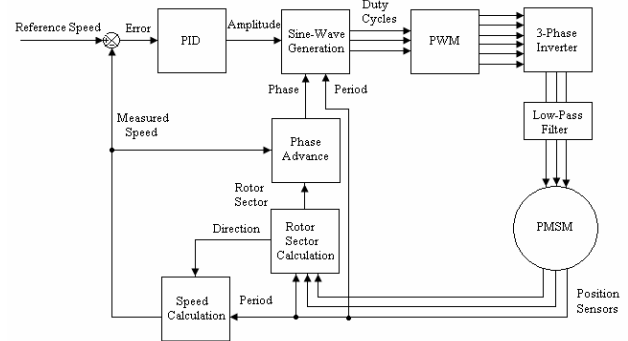 Reference Speed
Error
PID
Amplitude
Sine-Wave
Generation
Duty
Cycles
PWM
3-Phase
Inverter
Phase
Period
Low-Pass
Filter
Measured
Speed
Phase
Advance
Rotor
Sector
PMSM
Direction
Rotor
Sector
Calculation
Speed
Calculation
Period
Position
Sensors